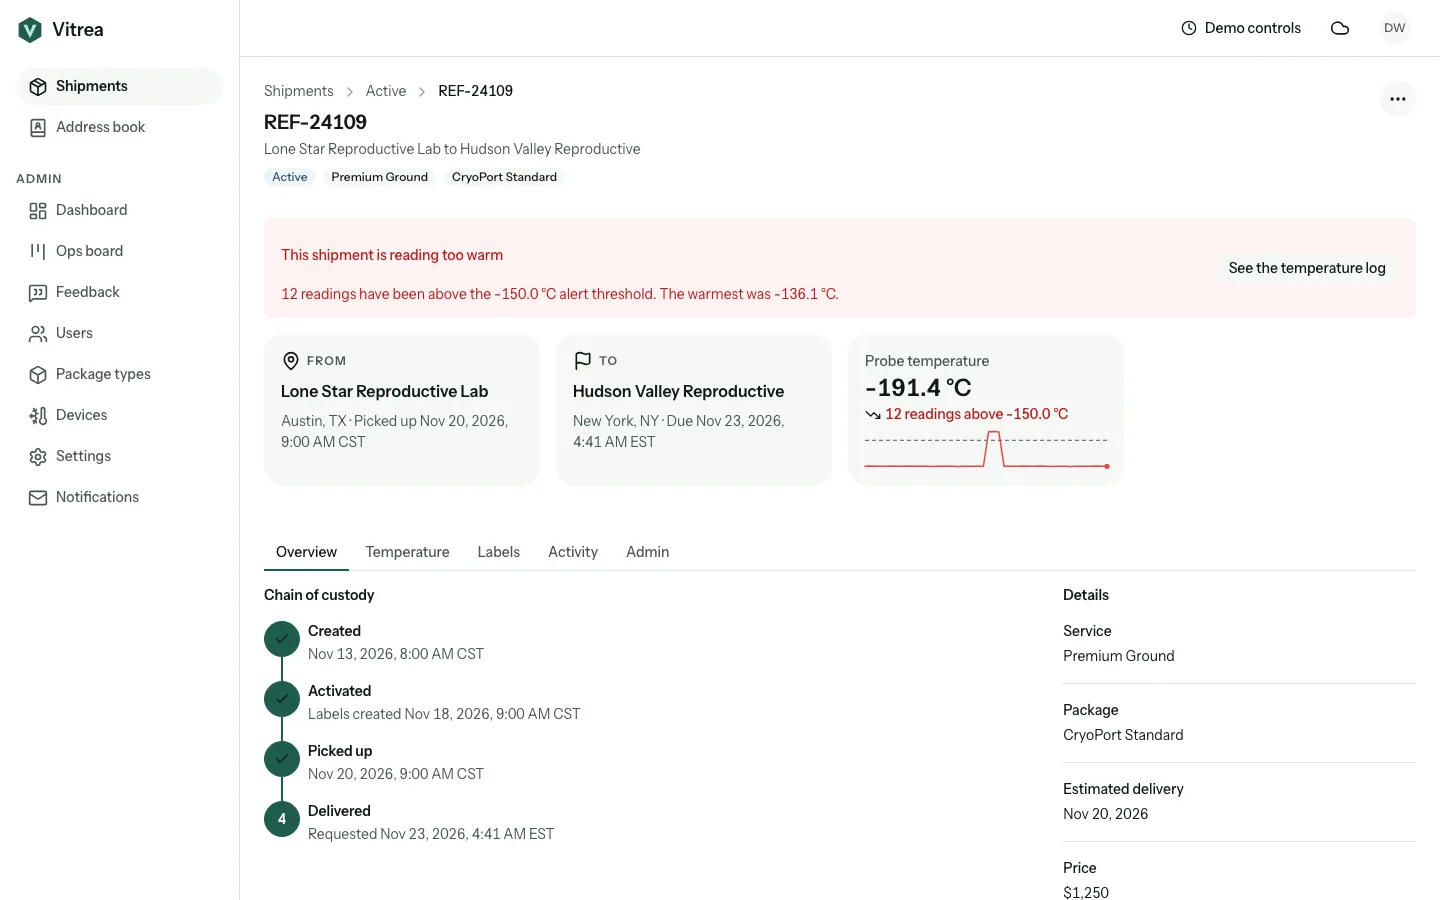 Vitrea
Demo controls
DW
Shipments
Address book
ADMIN
Dashboard
Ops board
Feedback
Users
Package types
Devices
Settings
Notifications
Shipments > Active > REF-24109
REF-24109
Lone Star Reproductive Lab to Hudson Valley Reproductive
Active
Premium Ground
CryoPort Standard
This shipment is reading too warm
12 readings have been above the -150.0 °C alert threshold. The warmest was -136.1 °C.
See the temperature log
FROM
Lone Star Reproductive Lab
Austin, TX · Picked up Nov 20, 2026,
9:00 AM CST
TO
Hudson Valley Reproductive
New York, NY · Due Nov 23, 2026,
4:41 AM EST
Probe temperature
-191.4 °C
12 readings above -150.0 °C
Overview
Temperature
Labels
Activity
Admin
Chain of custody
Created
Nov 13, 2026, 8:00 AM CST
Activated
Labels created Nov 18, 2026, 9:00 AM CST
Picked up
Nov 20, 2026, 9:00 AM CST
4
Delivered
Requested Nov 23, 2026, 4:41 AM EST
Details
Service
Premium Ground
Package
CryoPort Standard
Estimated delivery
Nov 20, 2026
Price
$1,250